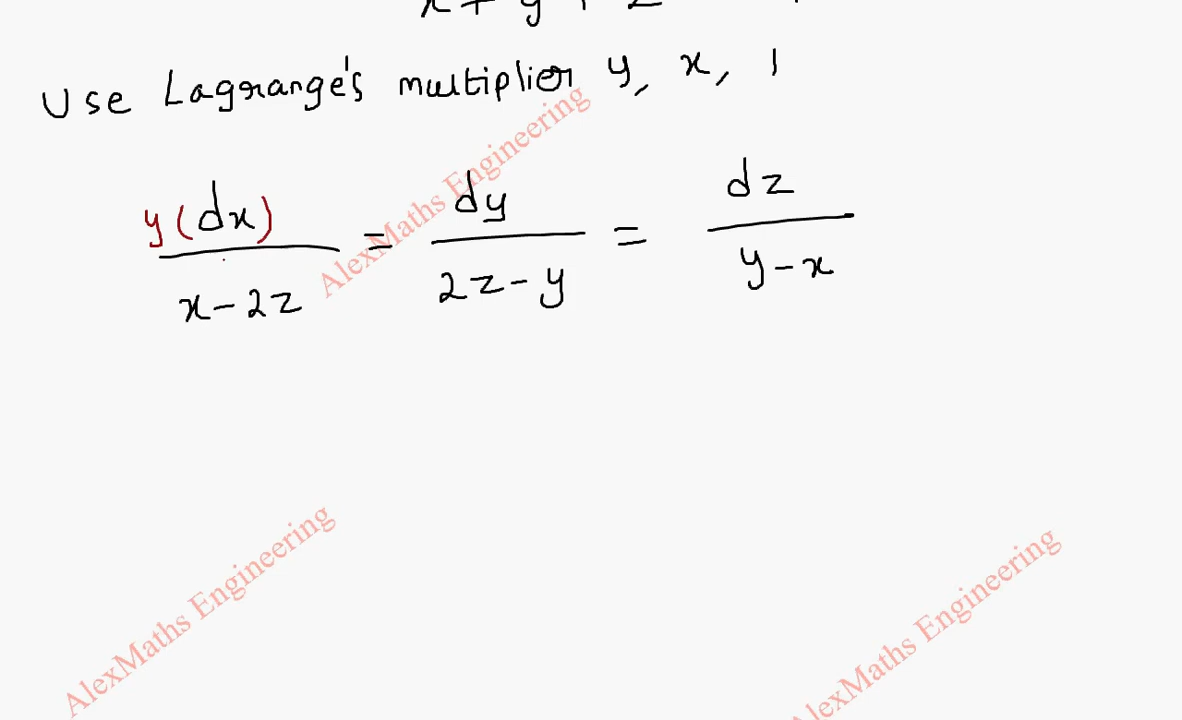 x + y + z
Use Lagrange's multiplier y, x, 1
y(dx) / x-2z = dy / 2z-y = dz / y-x
AlexMaths Engineering
AlexMaths Engineering
AlexMaths Engineering